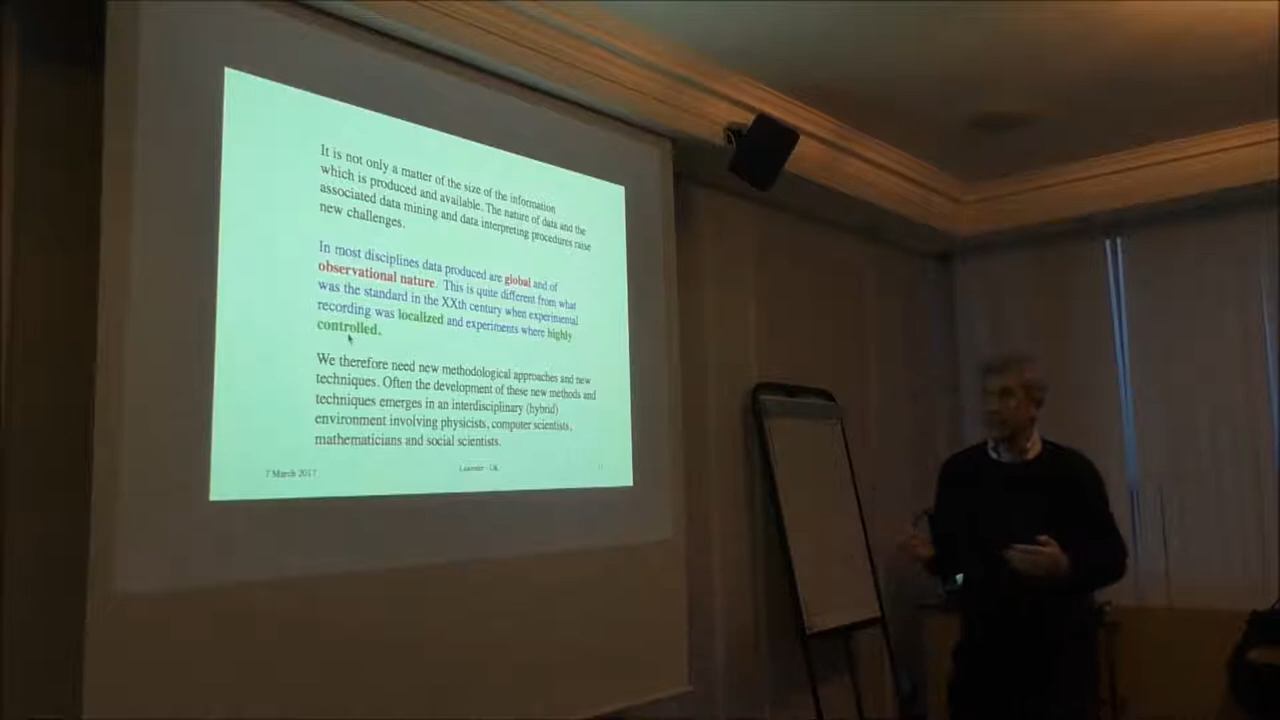 It is not only a matter of the size of the information
which is produced and available. The nature of data and the
associated data mining and data interpreting procedures raise
new challenges.
In most disciplines data produced are global and of
observational nature. This is quite different from what
was the standard in the XXth century when experimental
recording was localized and experiments where highly
controlled.
We therefore need new methodological approaches and new
techniques. Often the development of these new methods and
techniques emerges in an interdisciplinary (hybrid)
environment involving physicists, computer scientists,
mathematicians and social scientists.
7 March 2017
- UK